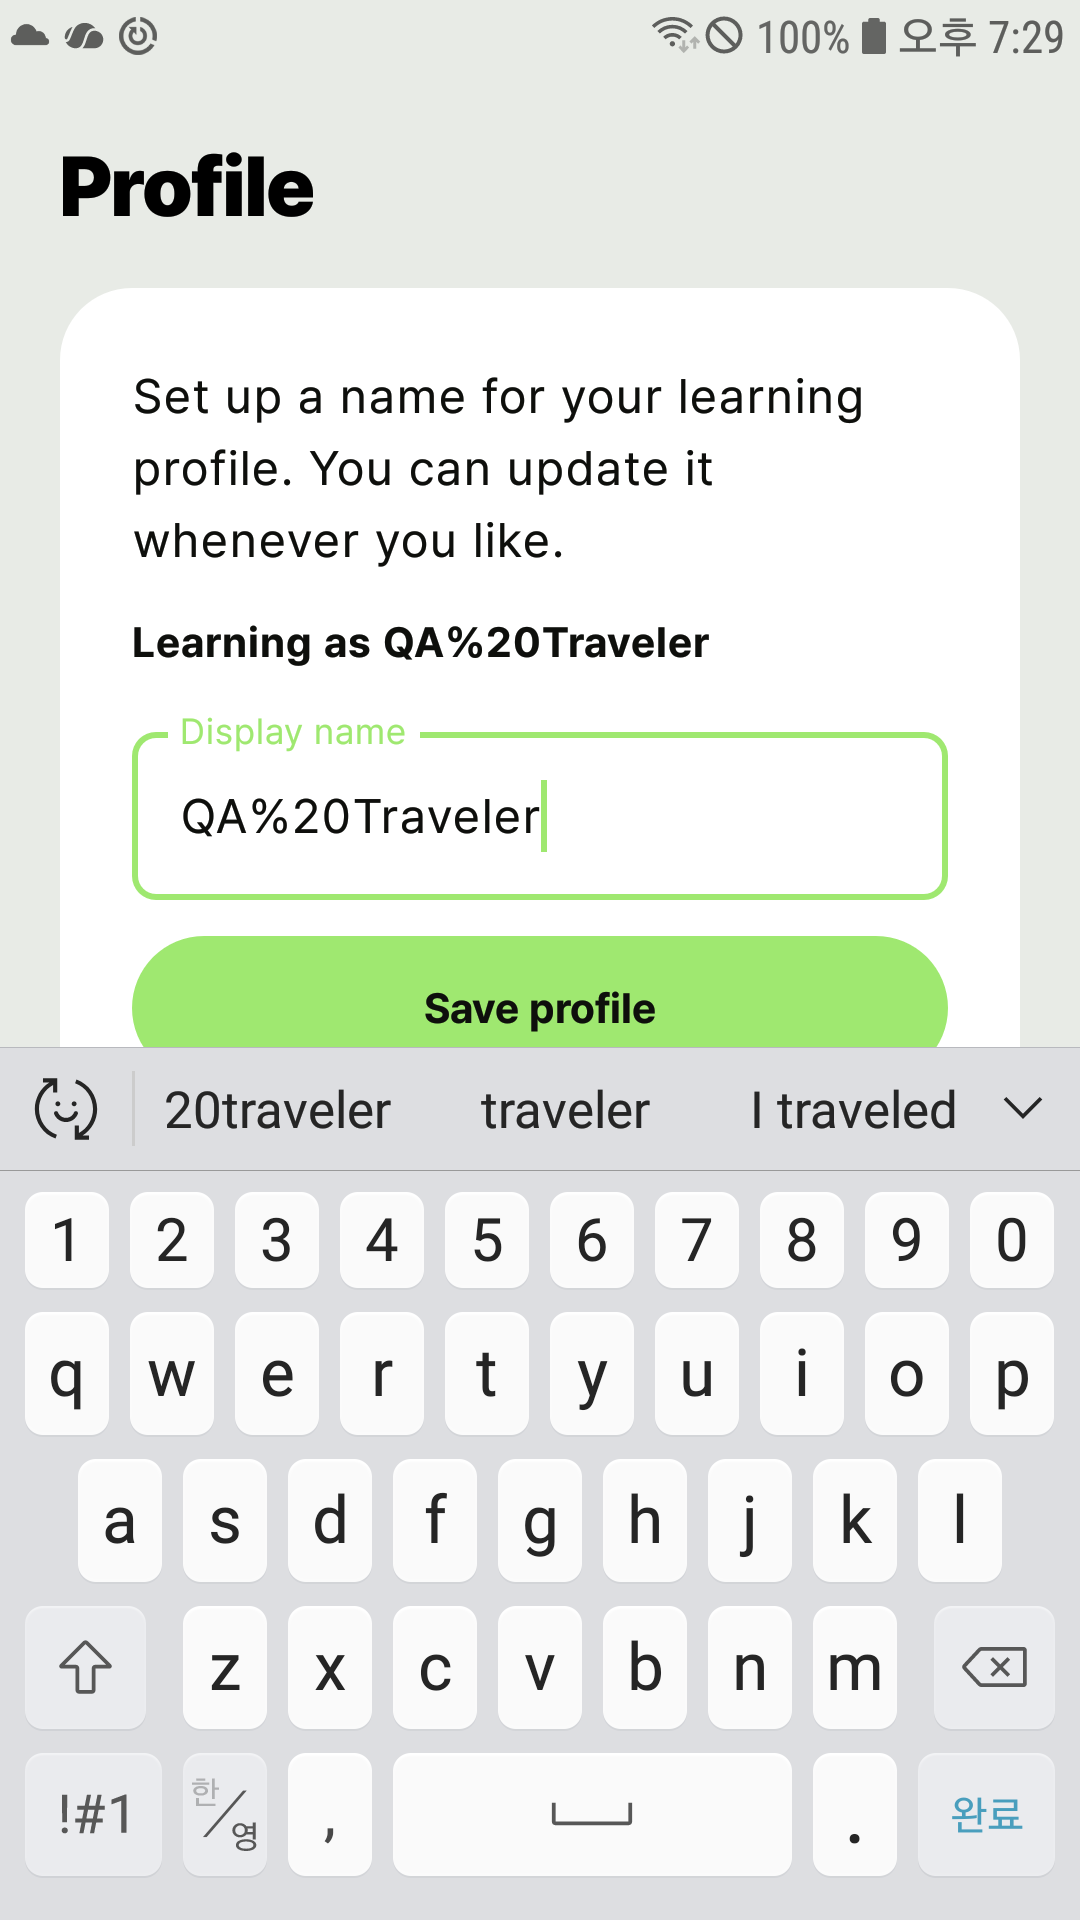 100% 오후 7:29
Profile
Set up a name for your learning
profile. You can update it
whenever you like.
Learning as QA%20Traveler
Display name
QA%20Traveler
Save profile
20traveler traveler I traveled
1 2 3 4 5 6 7 8 9 0
q w e r t y u i o p
a s d f g h j k l
z x c v b n m
!#1 한/영 , . 완료